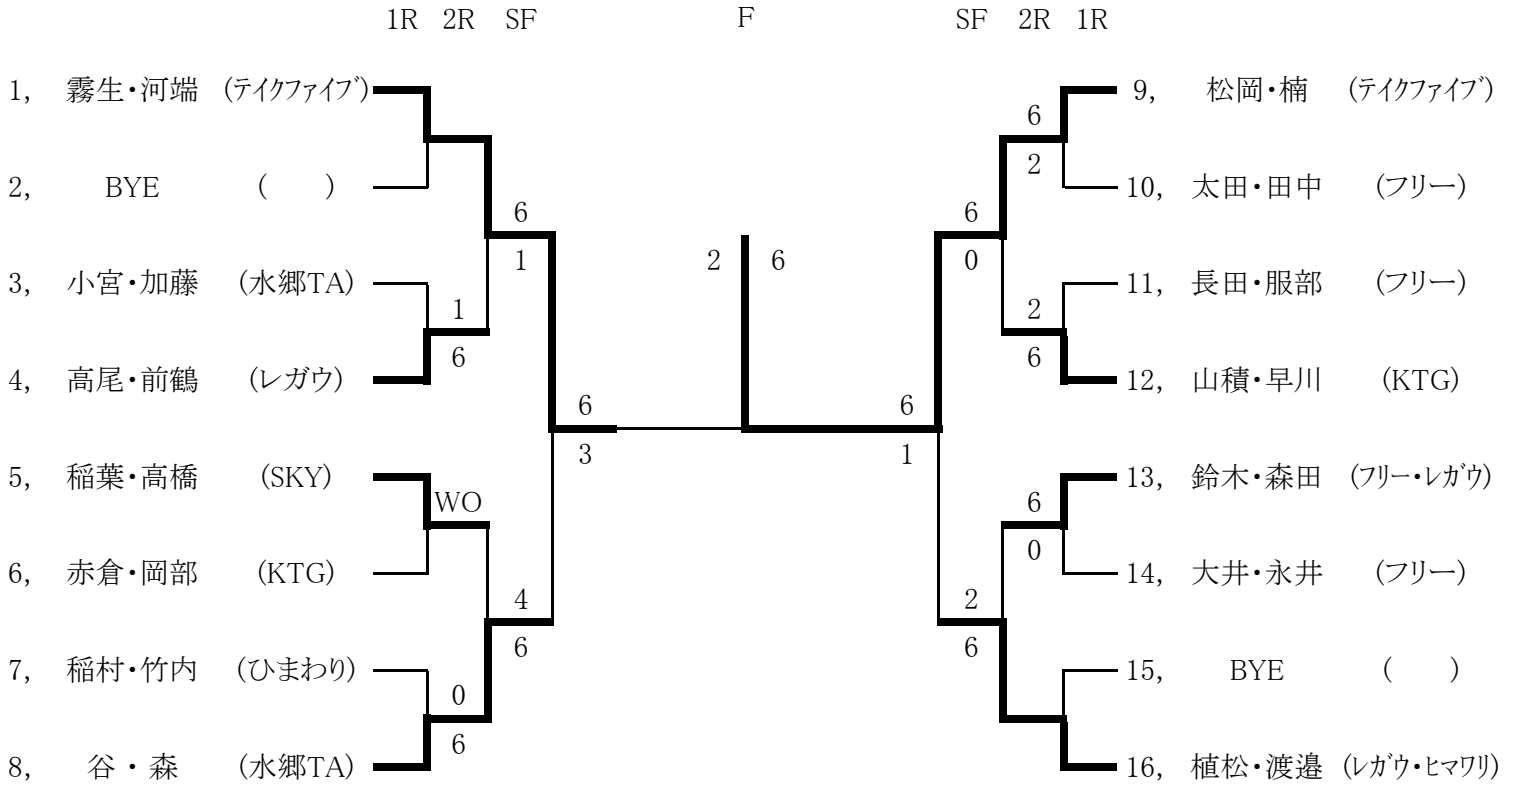 1R 2R SF F SF 2R 1R
1, 霧生・河端 (テイクファイブ) 9, 松岡・楠 (テイクファイブ)
6
2
2, BYE ( ) 10, 太田・田中 (フリー)
6 6
1 2 6 0
3, 小宮・加藤 (水郷TA) 11, 長田・服部 (フリー)
1 2
6 6
4, 高尾・前鶴 (レガウ) 12, 山積・早川 (KTG)
6 6
3 1
5, 稲葉・高橋 (SKY) 13, 鈴木・森田 (フリー・レガウ)
WO 6
0
6, 赤倉・岡部 (KTG) 14, 大井・永井 (フリー)
4 2
6 6
7, 稲村・竹内 (ひまわり) 15, BYE ( )
0
6
8, 谷・森 (水郷TA) 16, 植松・渡邉 (レガウ・ヒマワリ)